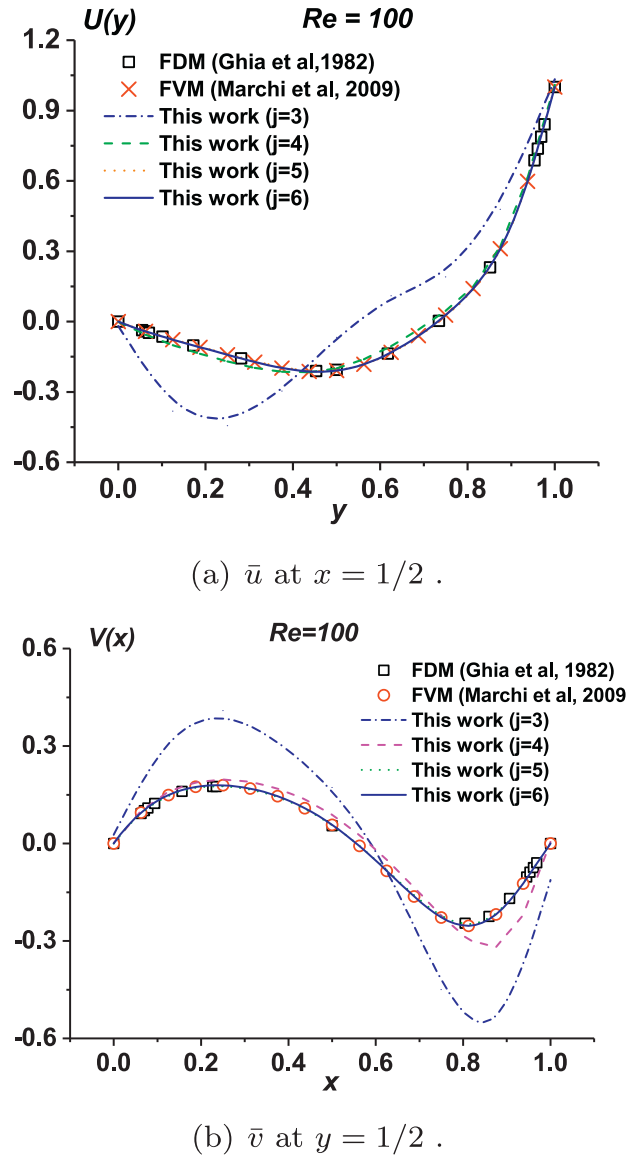 U(y)
Re = 100
1.2
0.9
0.6
0.3
0.0
-0.3
-0.6
FDM (Ghia et al,1982)
FVM (Marchi et al, 2009)
This work (j=3)
This work (j=4)
This work (j=5)
This work (j=6)
0.0 0.2 0.4 0.6 0.8 1.0
y
(a) ū at x = 1/2 .
V(x)
Re=100
0.6
0.3
0.0
-0.3
-0.6
FDM (Ghia et al, 1982)
FVM (Marchi et al, 2009
This work (j=3)
This work (j=4)
This work (j=5)
This work (j=6)
0.0 0.2 0.4 0.6 0.8 1.0
x
(b) v̄ at y = 1/2 .